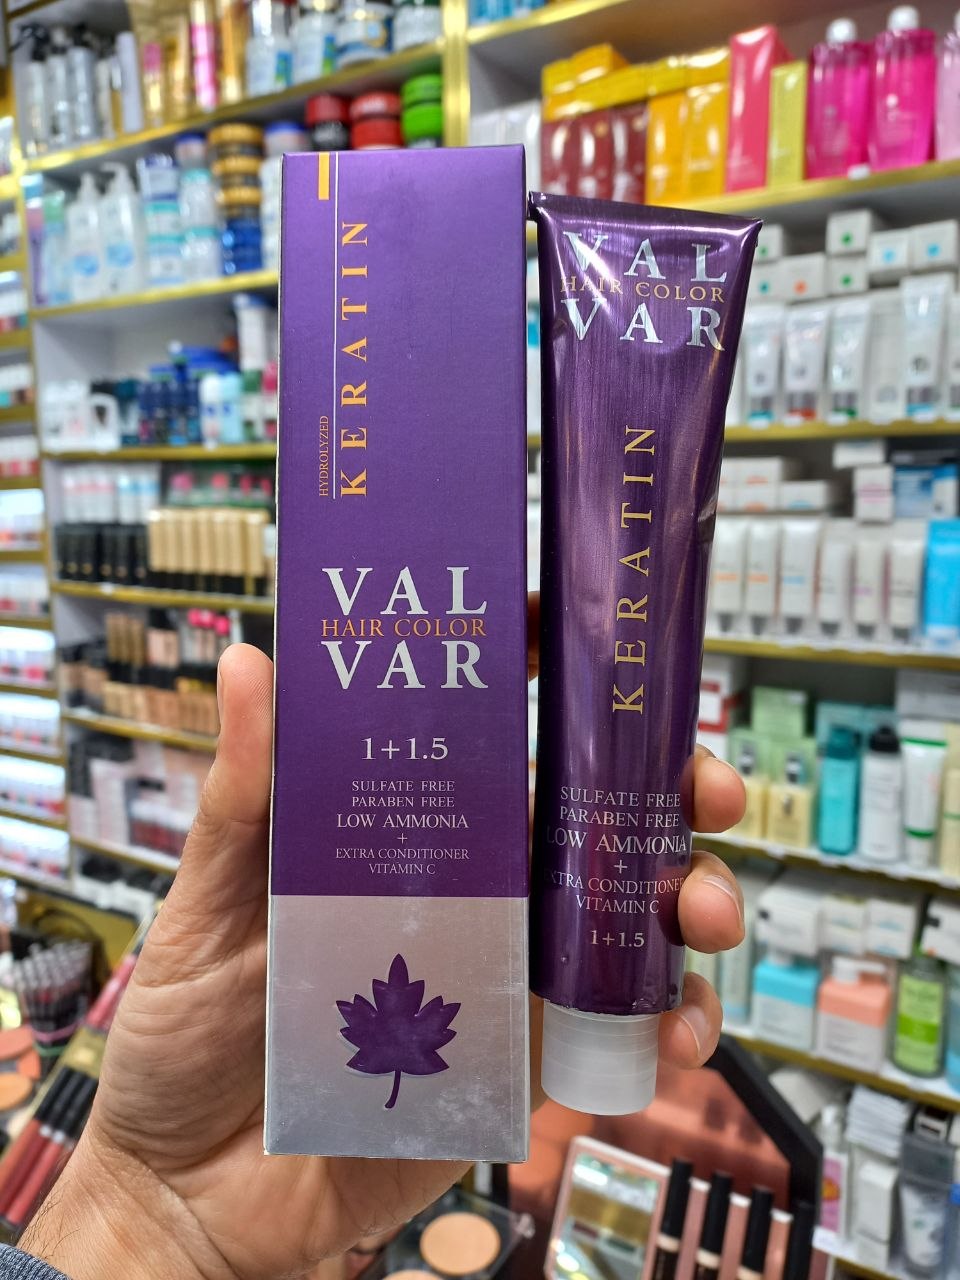 HYDROLYZED
KERATIN
VAL
HAIR COLOR
VAR
1+1.5
SULFATE FREE
PARABEN FREE
LOW AMMONIA
+
EXTRA CONDITIONER
VITAMIN C
VAL
HAIR COLOR
VAR
KERATIN
SULFATE FREE
PARABEN FREE
LOW AMMONIA
+
EXTRA CONDITIONER
VITAMIN C
1+1.5